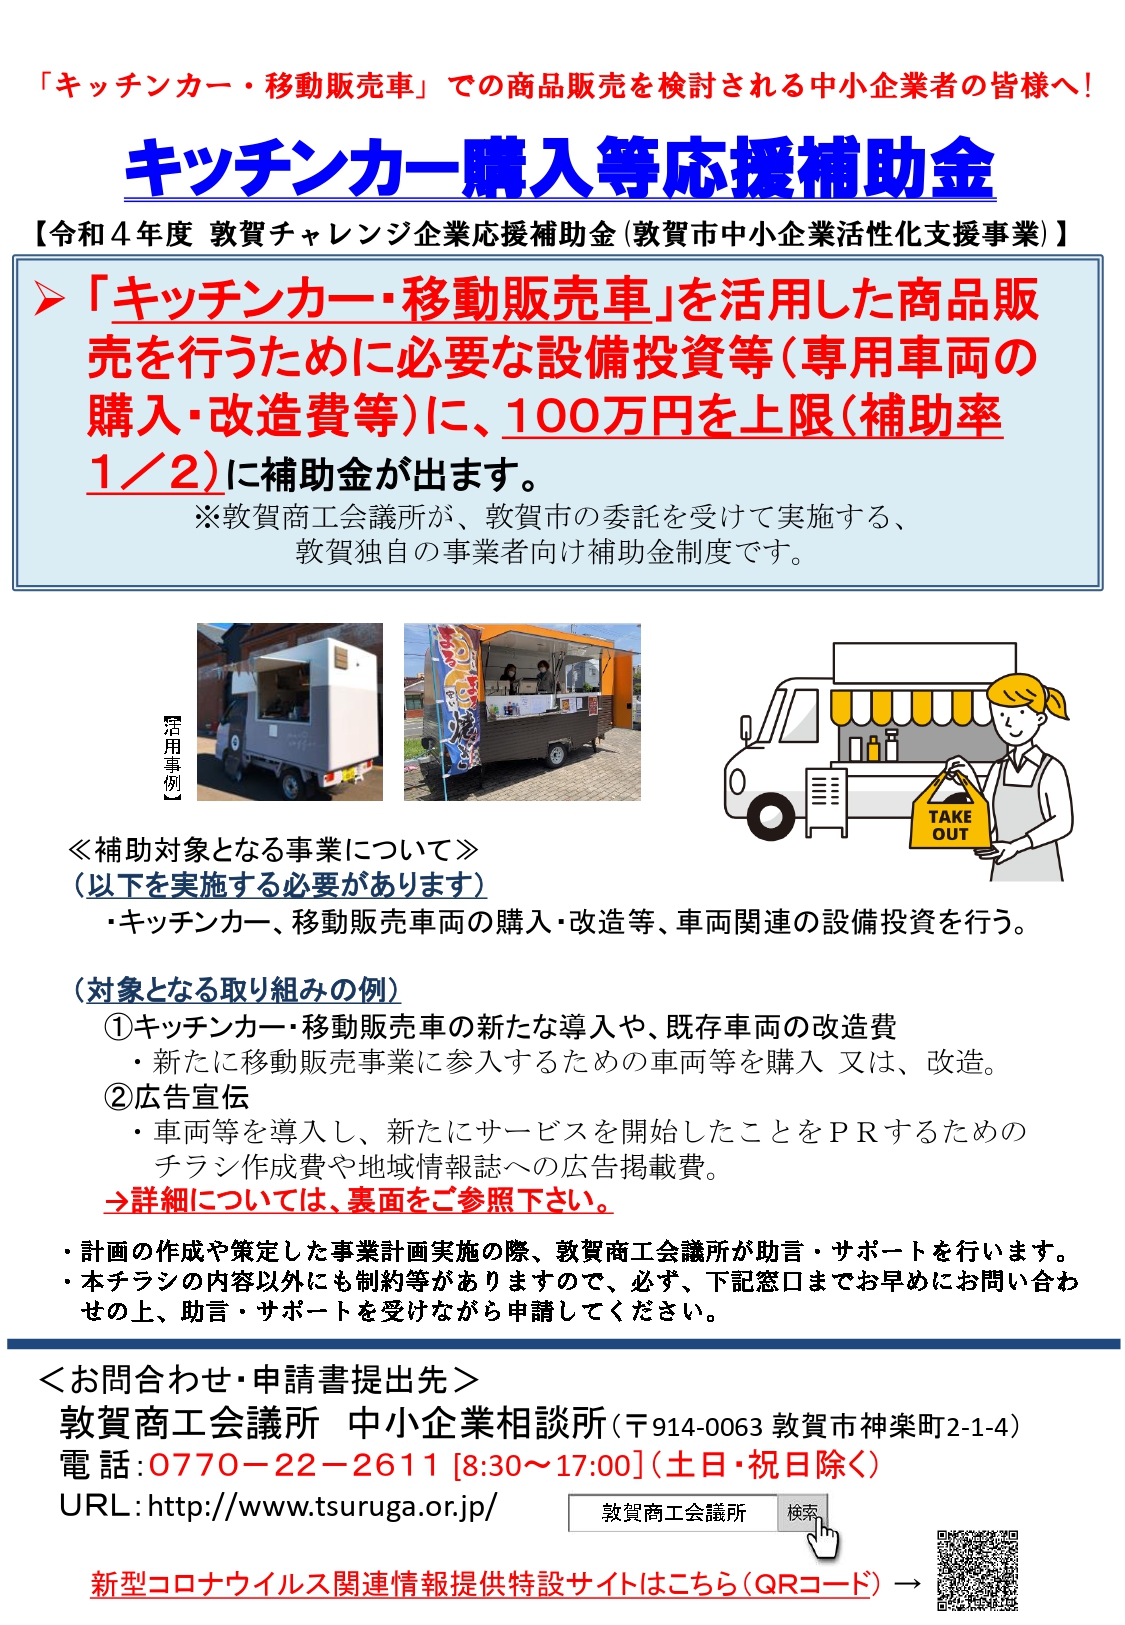 「キッチンカー・移動販売車」での商品販売を検討される中小企業者の皆様へ!
キッチンカー購入等応援補助金
【令和４年度 敦賀チャレンジ企業応援補助金(敦賀市中小企業活性化支援事業)】
➢「キッチンカー・移動販売車」を活用した商品販
売を行うために必要な設備投資等(専用車両の
購入・改造費等)に、１００万円を上限(補助率
１／２)に補助金が出ます。
※敦賀商工会議所が、敦賀市の委託を受けて実施する、
敦賀独自の事業者向け補助金制度です。
【活用事例】
TAKE
OUT
≪補助対象となる事業について≫
(以下を実施する必要があります)
・キッチンカー、移動販売車両の購入・改造等、車両関連の設備投資を行う。
(対象となる取り組みの例)
①キッチンカー・移動販売車の新たな導入や、既存車両の改造費
・新たに移動販売事業に参入するための車両等を購入 又は、改造。
②広告宣伝
・車両等を導入し、新たにサービスを開始したことをＰＲするための
チラシ作成費や地域情報誌への広告掲載費。
→詳細については、裏面をご参照下さい。
・計画の作成や策定した事業計画実施の際、敦賀商工会議所が助言・サポートを行います。
・本チラシの内容以外にも制約等がありますので、必ず、下記窓口までお早めにお問い合わ
せの上、助言・サポートを受けながら申請してください。
＜お問合わせ・申請書提出先＞
敦賀商工会議所 中小企業相談所(〒914-0063 敦賀市神楽町2-1-4)
電 話:０７７０－２２－２６１１ [8:30～17:00](土日・祝日除く)
URL:http://www.tsuruga.or.jp/
敦賀商工会議所 検索
新型コロナウイルス関連情報提供特設サイトはこちら(QRコード) →